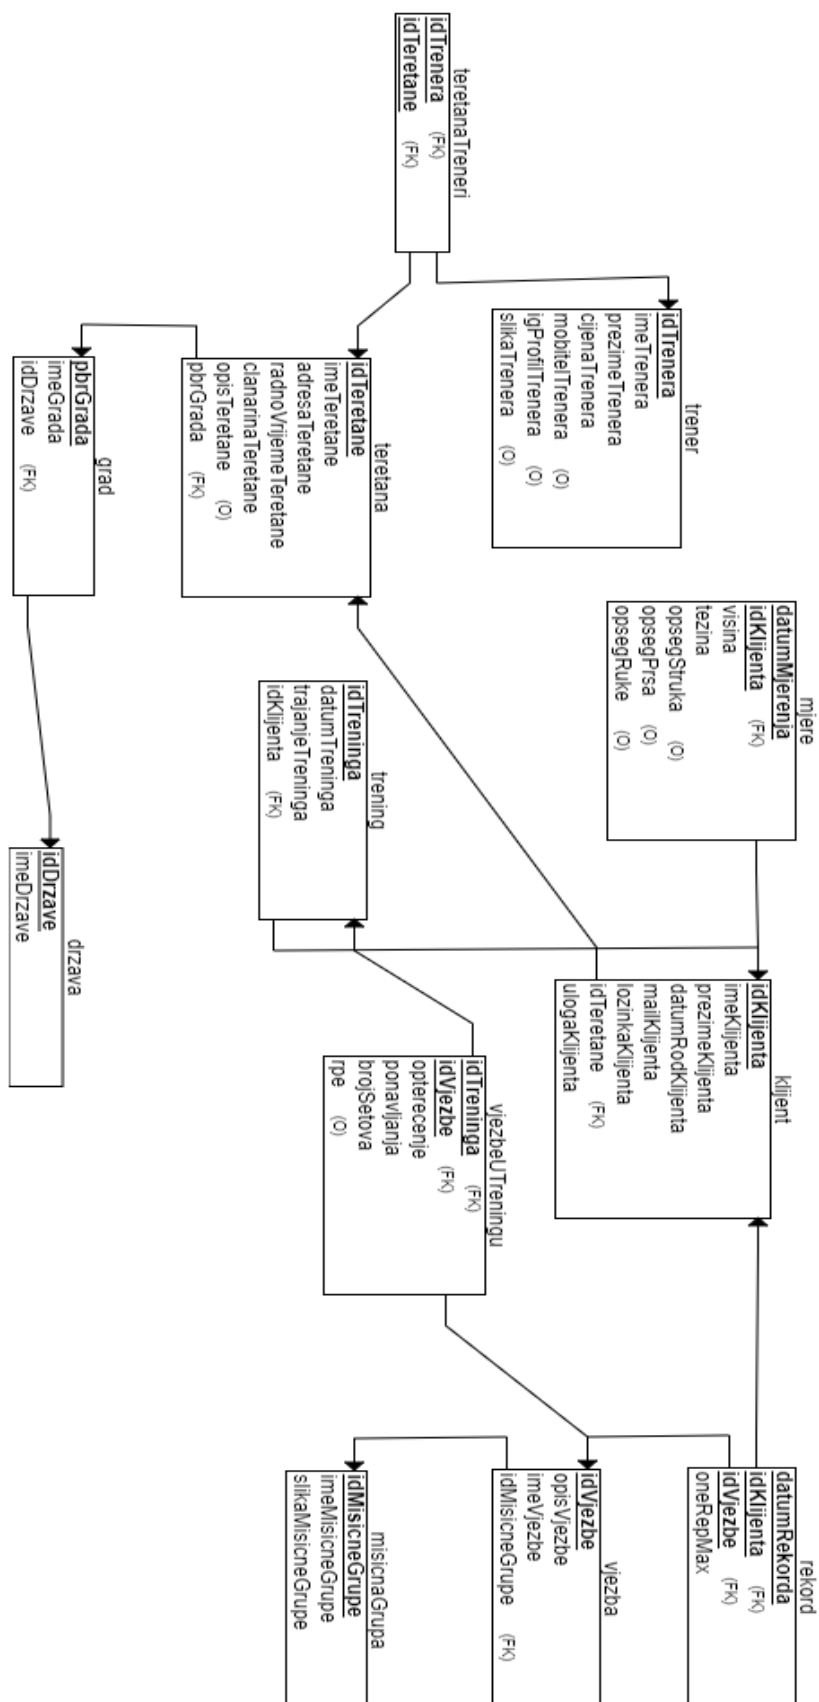 teretanaTreneri
idTrenera (FK)
idTeretane (FK)
trener
idTrenera
imeTrenera
prezimeTrenera
cijenaTrenera
mobitelTrenera (O)
igProfilTrenera (O)
slikaTrenera (O)
teretana
idTeretane
imeTeretane
adresaTeretane
radnoVrijemeTeretane
clanarinaTeretane
opisTeretane (O)
pbrGrada (FK)
grad
pbrGrada
imeGrada
idDrzave (FK)
mjere
datumMjerenja
idKlijenta (FK)
visina
tezina
opsegStruka (O)
opsegPrsa (O)
opsegRuke (O)
trening
idTreninga
datumTreninga
trajanjeTreninga
idKlijenta (FK)
drzava
idDrzave
imeDrzave
klijent
idKlijenta
imeKlijenta
prezimeKlijenta
datumRodKlijenta
mailKlijenta
lozinkaKlijenta
idTeretane (FK)
ulogaKlijenta
vjezbeUTreningu
idTreninga (FK)
idVjezbe (FK)
opterecenje
ponavljanja
brojSetova
rpe (O)
rekord
datumRekorda
idKlijenta (FK)
idVjezbe (FK)
oneRepMax
vjezba
idVjezbe
opisVjezbe
imeVjezbe
idMisicneGrupe (FK)
misicnaGrupa
idMisicneGrupe
imeMisicneGrupe
slikaMisicneGrupe